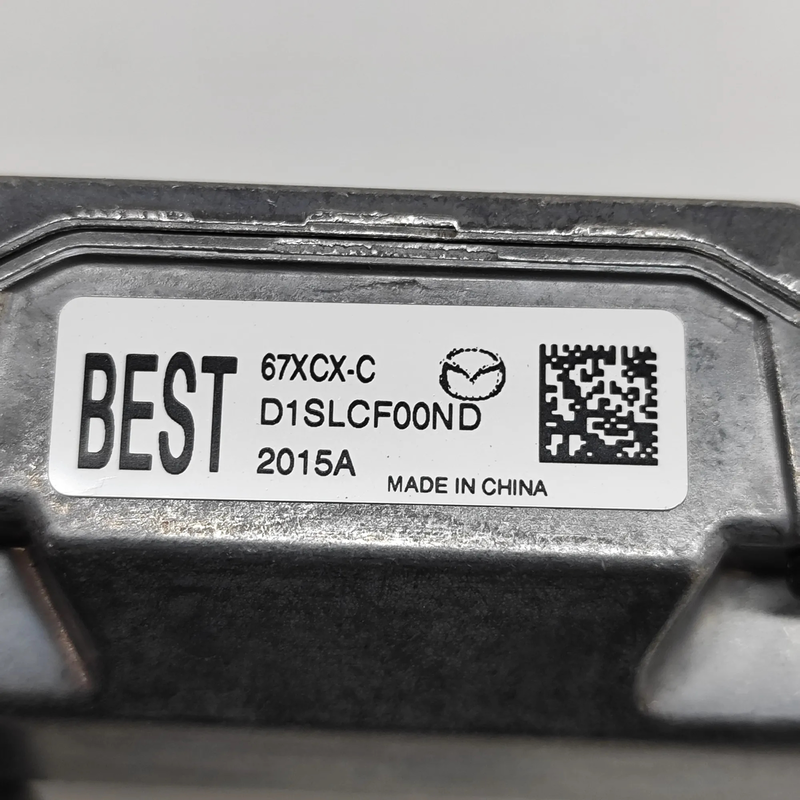 BEST
67XCX-C
D1SLCF00ND
2015A
MADE IN CHINA